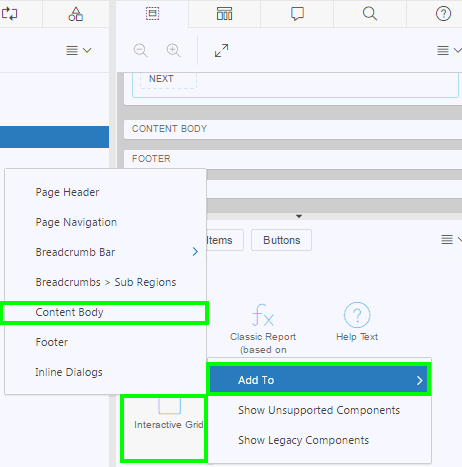 NEXT
CONTENT BODY
FOOTER
Page Header
Page Navigation
Breadcrumb Bar
Breadcrumbs > Sub Regions
Content Body
Footer
Inline Dialogs
Items
Buttons
fx
Classic Report
(based on
?
Help Text
Add To
Show Unsupported Components
Show Legacy Components
Interactive Grid